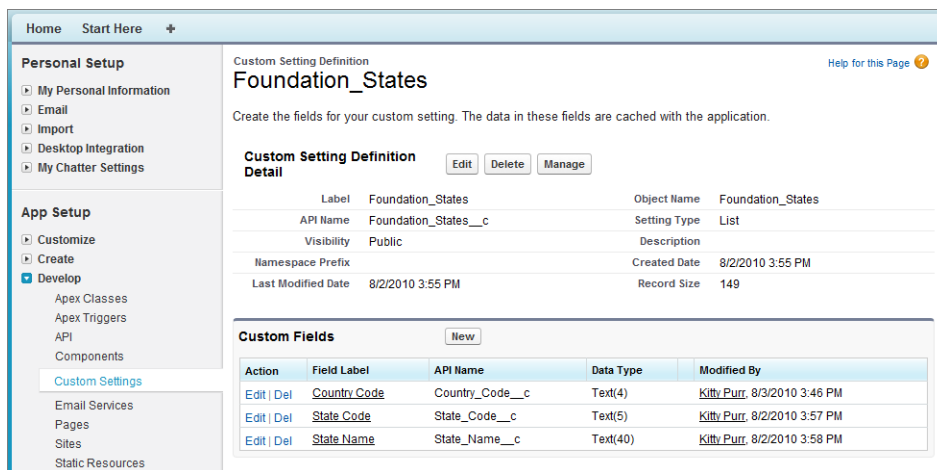 Home Start Here +
Personal Setup
My Personal Information
Email
Import
Desktop Integration
My Chatter Settings
App Setup
Customize
Create
Develop
Apex Classes
Apex Triggers
API
Components
Custom Settings
Email Services
Pages
Sites
Static Resources
Custom Setting Definition
Foundation_States
Help for this Page ?
Create the fields for your custom setting. The data in these fields are cached with the application.
Custom Setting Definition
Detail
Edit Delete Manage
Label Foundation_States Object Name Foundation_States
API Name Foundation_States__c Setting Type List
Visibility Public Description
Namespace Prefix Created Date 8/2/2010 3:55 PM
Last Modified Date 8/2/2010 3:55 PM Record Size 149
Custom Fields New
Action Field Label API Name Data Type Modified By
Edit | Del Country Code Country_Code__c Text(4) Kitty Purr, 8/3/2010 3:46 PM
Edit | Del State Code State_Code__c Text(5) Kitty Purr, 8/2/2010 3:57 PM
Edit | Del State Name State_Name__c Text(40) Kitty Purr, 8/2/2010 3:58 PM